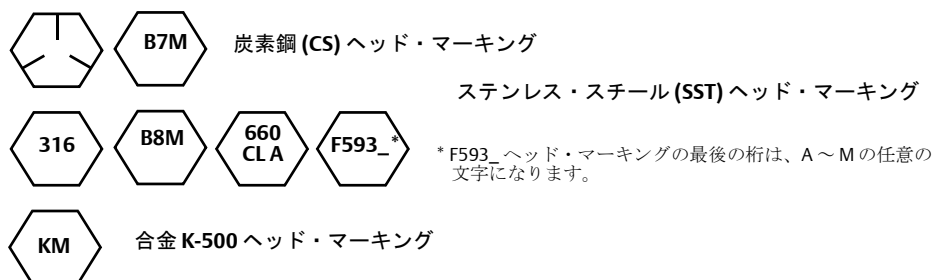 B7M
炭素鋼 (CS) ヘッド・マーキング
ステンレス・スチール (SST) ヘッド・マーキング
316
B8M
660
CL A
F593_*
* F593_ ヘッド・マーキングの最後の桁は、A ～ M の任意の
文字になります。
KM
合金 K-500 ヘッド・マーキング